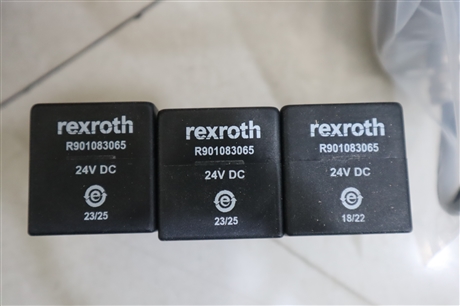 rexroth
R901083065
24V DC
e
23/25
rexroth
R901083065
24V DC
e
23/25
rexroth
R901083065
24V DC
e
18/22